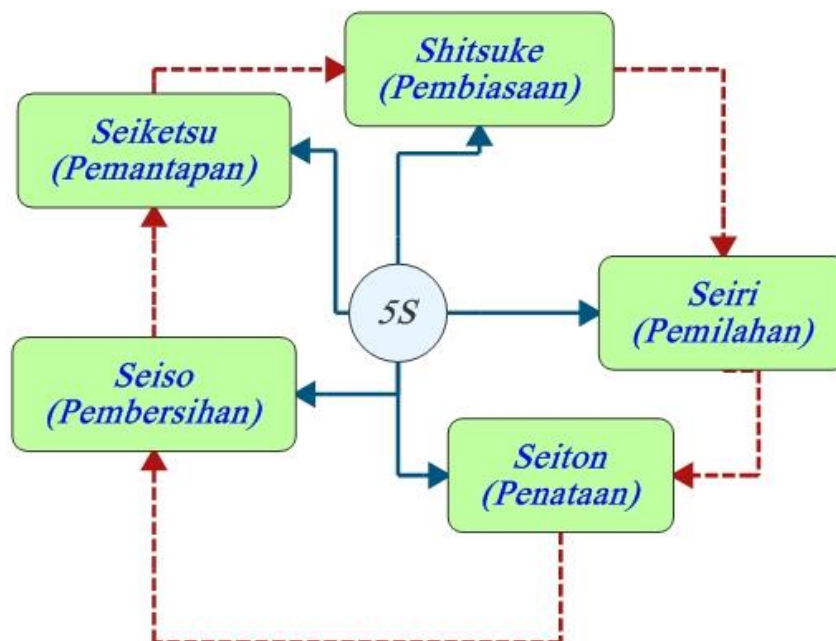 Shitsuke
(Pembiasaan)
Seiketsu
(Pemantapan)
5S
Seiri
(Pemilahan)
Seiso
(Pembersihan)
Seiton
(Penataan)